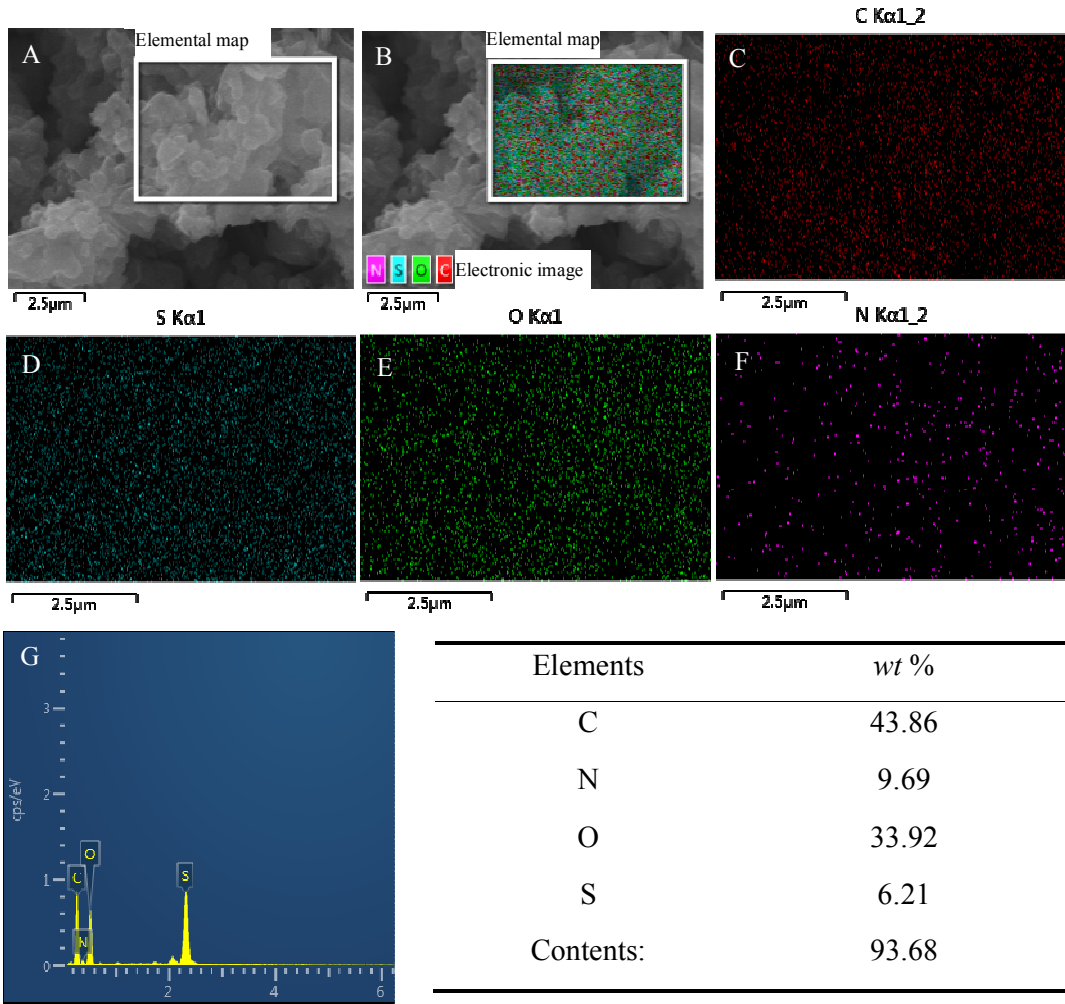 C Kα1_2
A
Elemental map
B
Elemental map
C
N S O C Electronic image
2.5µm
2.5µm
2.5µm
S Kα1
O Kα1
N Kα1_2
D
E
F
2.5µm
2.5µm
2.5µm
G
cps/eV
3
2
1
0
C
O
N
S
2
4
6
Elements wt %
C 43.86
N 9.69
O 33.92
S 6.21
Contents: 93.68